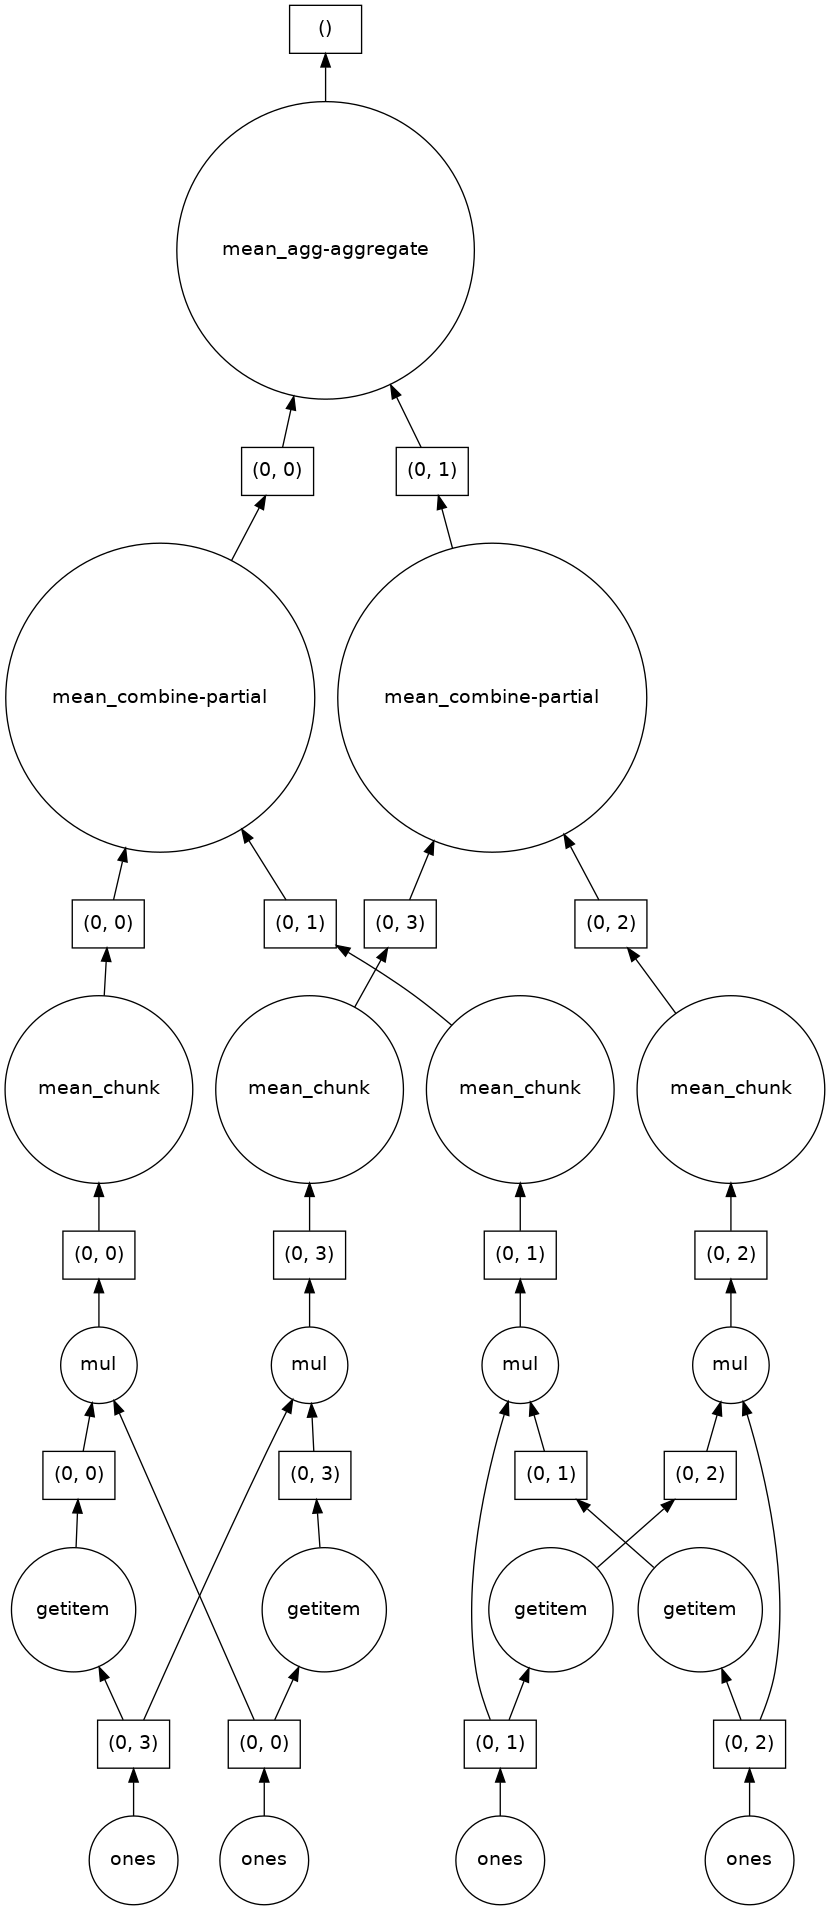 ()
mean_agg-aggregate
(0, 0)
(0, 1)
mean_combine-partial
mean_combine-partial
(0, 0)
(0, 1)
(0, 3)
(0, 2)
mean_chunk
mean_chunk
mean_chunk
mean_chunk
(0, 0)
(0, 3)
(0, 1)
(0, 2)
mul
mul
mul
mul
(0, 0)
(0, 3)
(0, 1)
(0, 2)
getitem
getitem
getitem
getitem
(0, 3)
(0, 0)
(0, 1)
(0, 2)
ones
ones
ones
ones